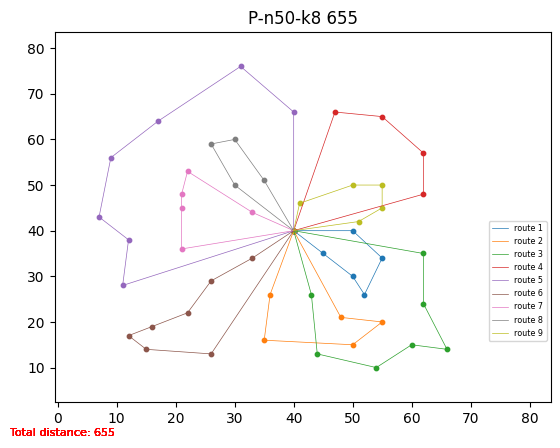 P-n50-k8 655
80
70
60
50
40
30
20
10
0 10 20 30 40 50 60 70 80
route 1
route 2
route 3
route 4
route 5
route 6
route 7
route 8
route 9
Total distance: 655